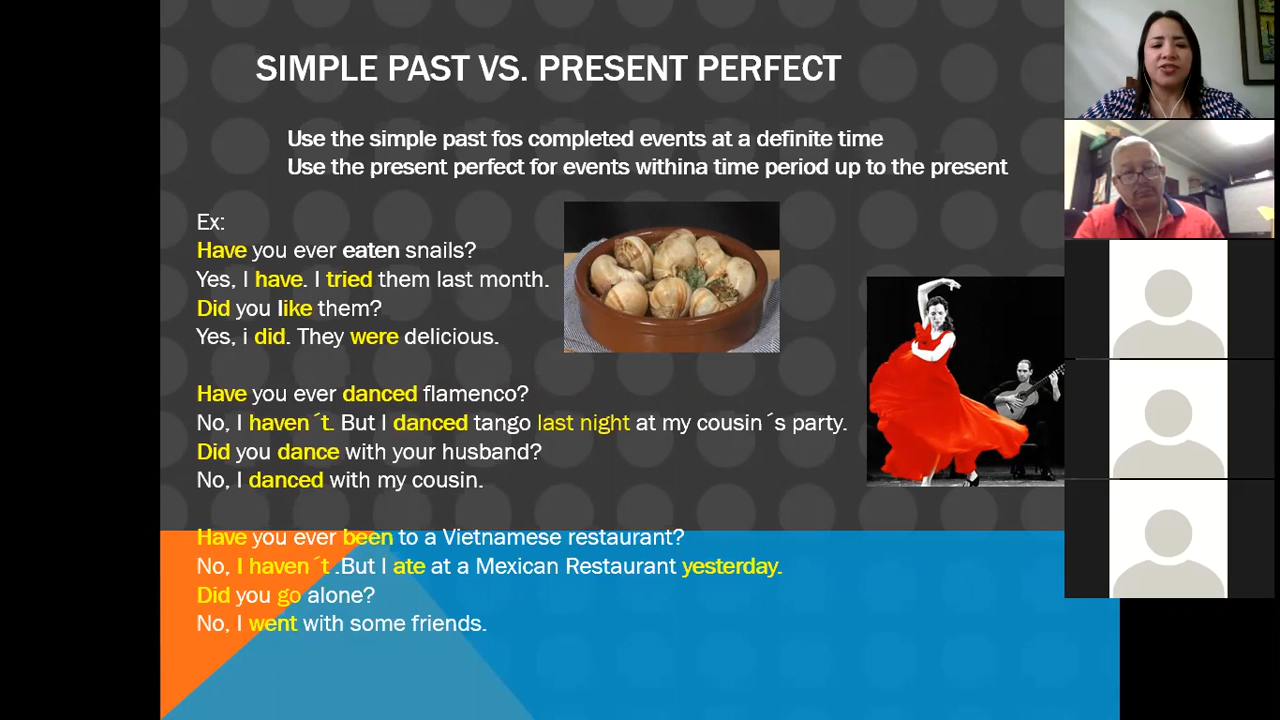 SIMPLE PAST VS. PRESENT PERFECT
Use the simple past fos completed events at a definite time
Use the present perfect for events withina time period up to the present
Ex:
Have you ever eaten snails?
Yes, I have. I tried them last month.
Did you like them?
Yes, i did. They were delicious.
Have you ever danced flamenco?
No, I haven´t. But I danced tango last night at my cousin´s party.
Did you dance with your husband?
No, I danced with my cousin.
Have you ever been to a Vietnamese restaurant?
No, I haven´t .But I ate at a Mexican Restaurant yesterday.
Did you go alone?
No, I went with some friends.